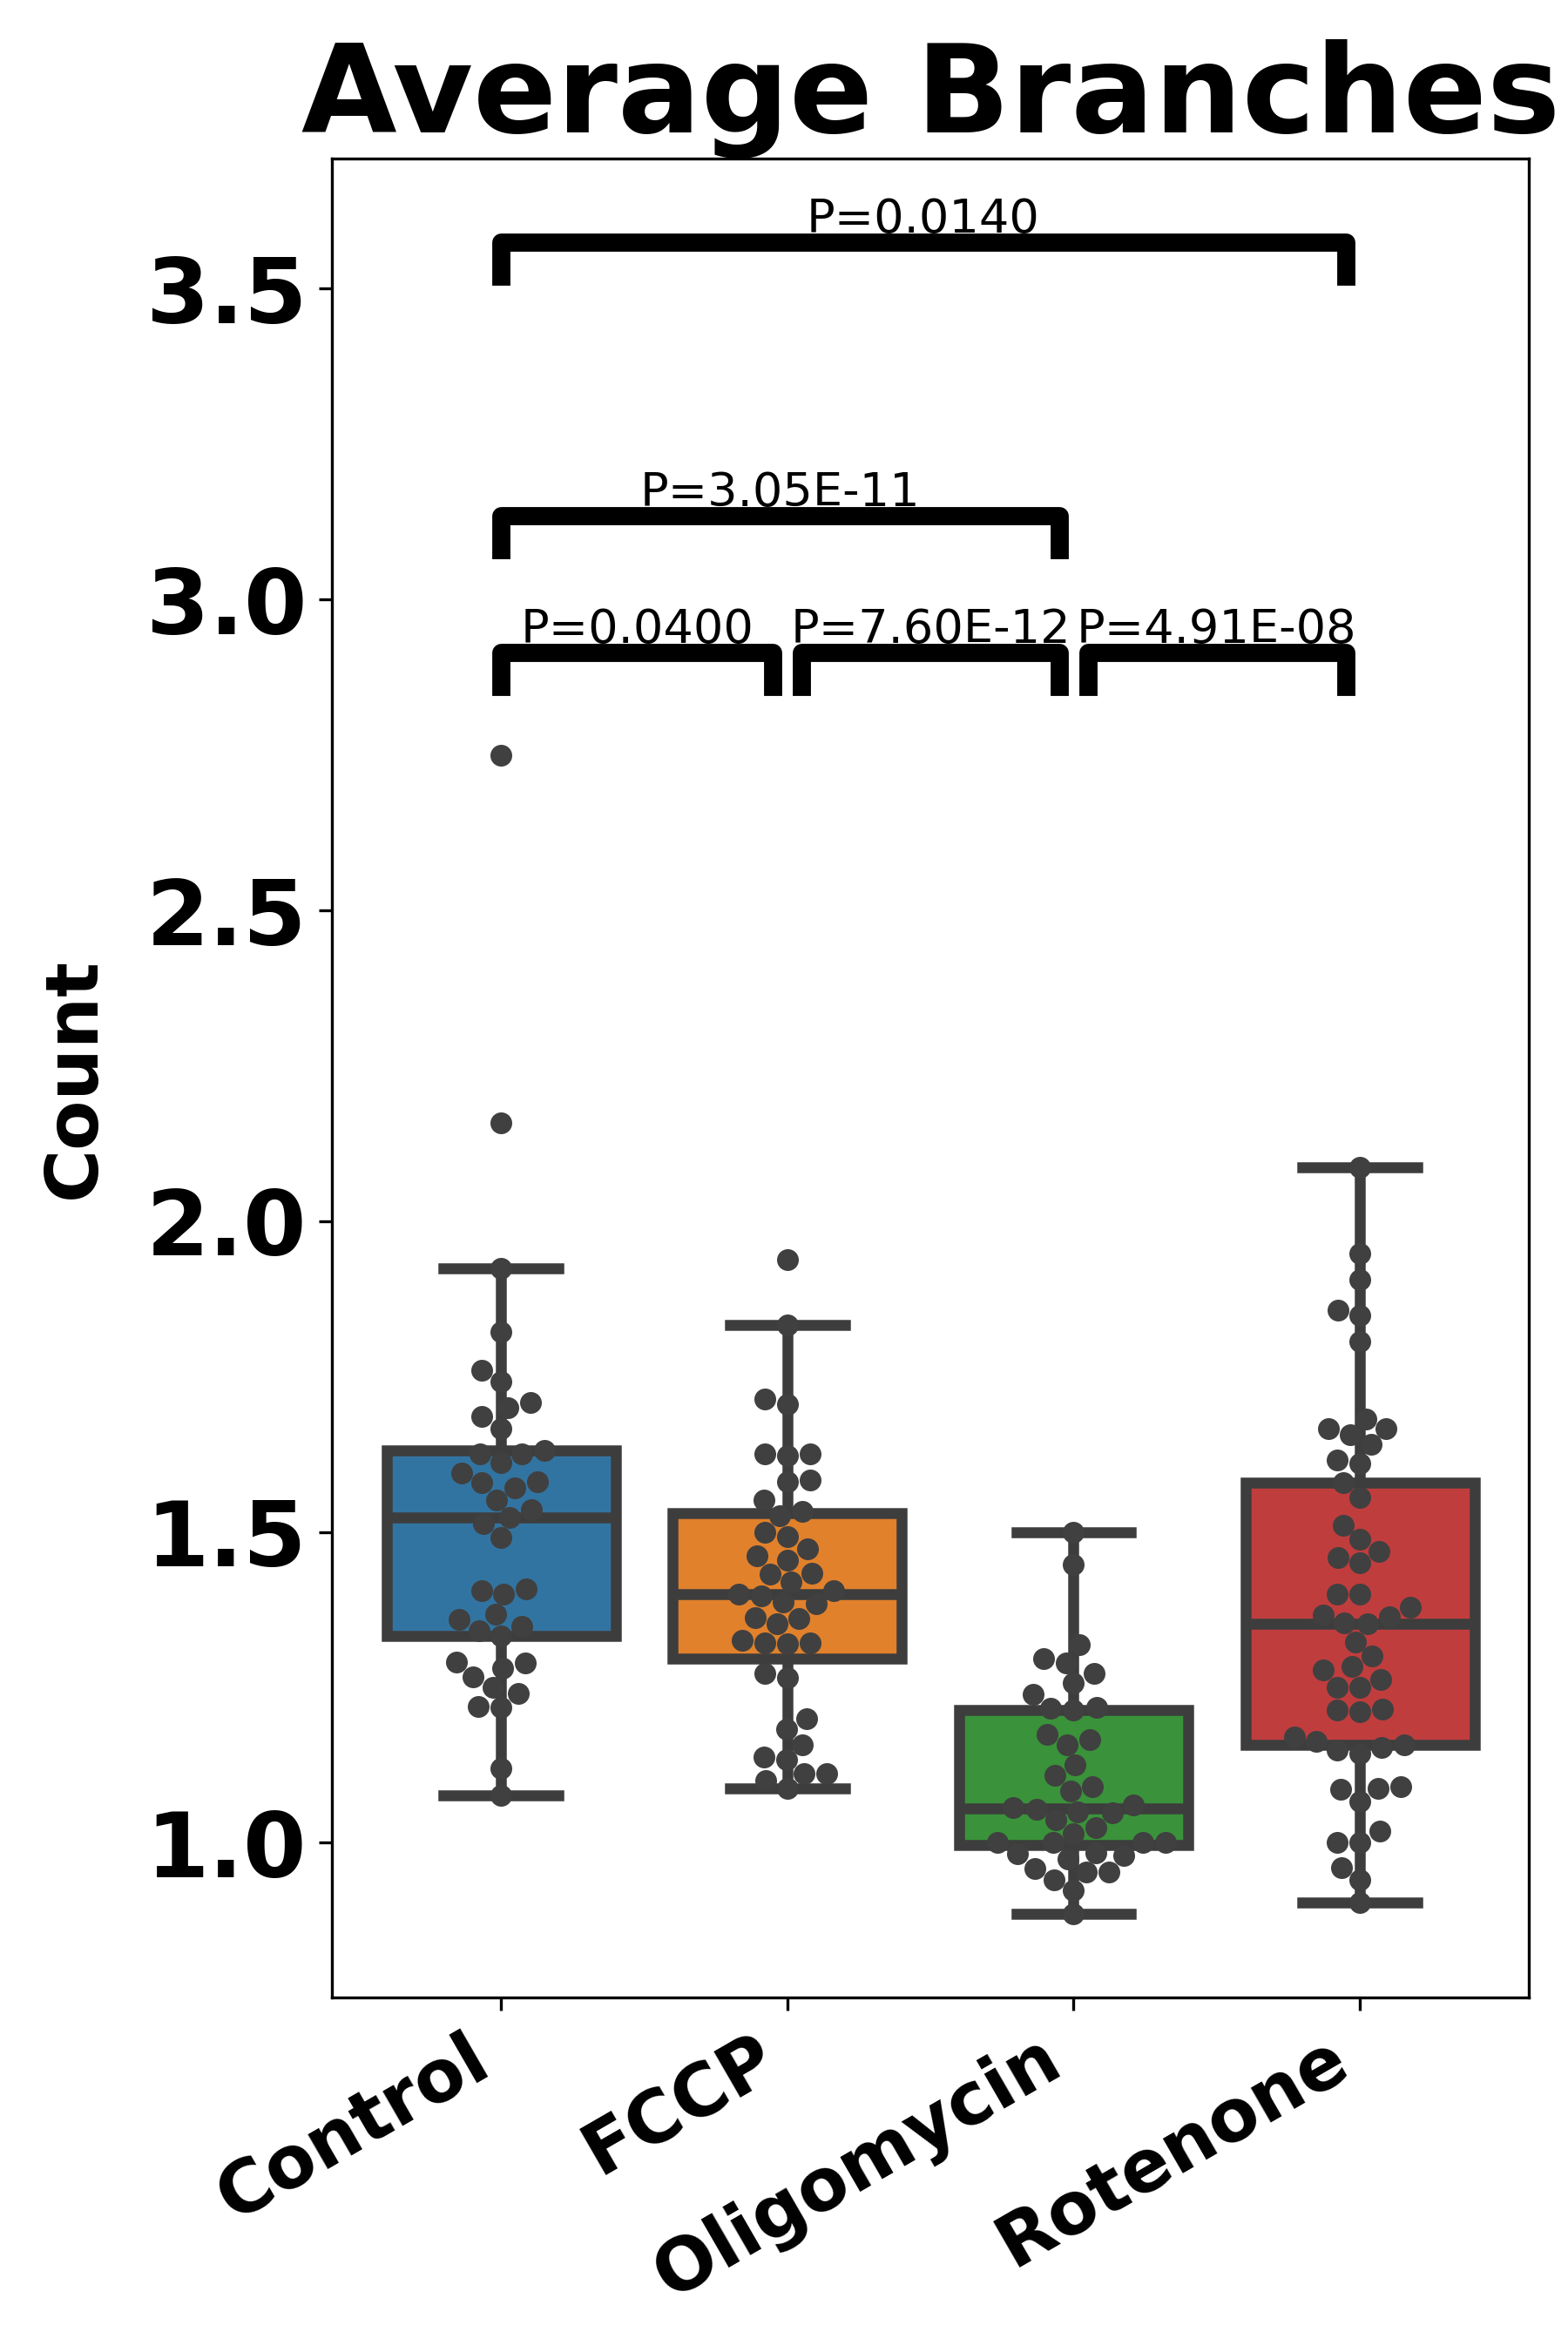 Average Branches
P=0.0140
3.5
P=3.05E-11
3.0
P=0.0400 P=7.60E-12 P=4.91E-08
2.5
Count
2.0
1.5
1.0
Control
FCCP
Oligomycin
Rotenone